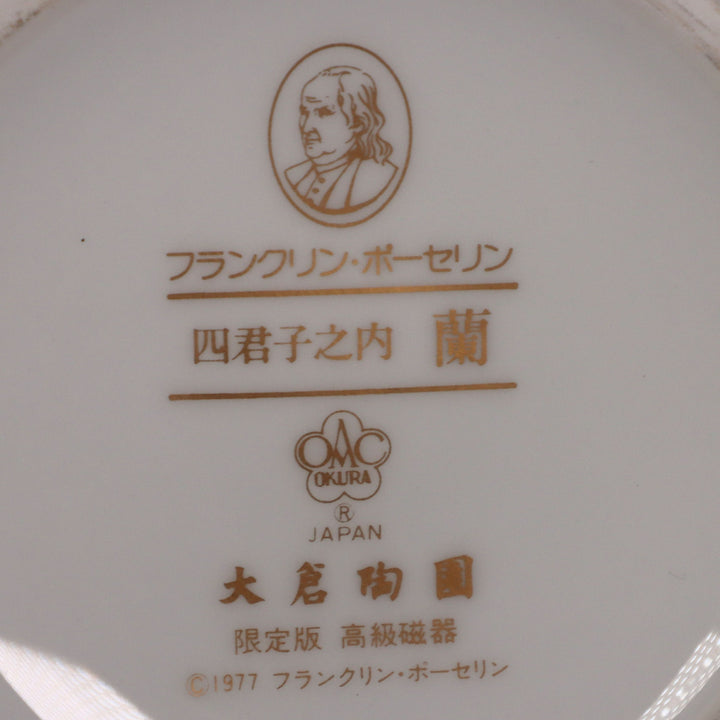 フランクリン・ポーセリン
四君子之内 蘭
OAC
OKURA
®
JAPAN
大倉陶園
限定版 高級磁器
©1977 フランクリン・ポーセリン